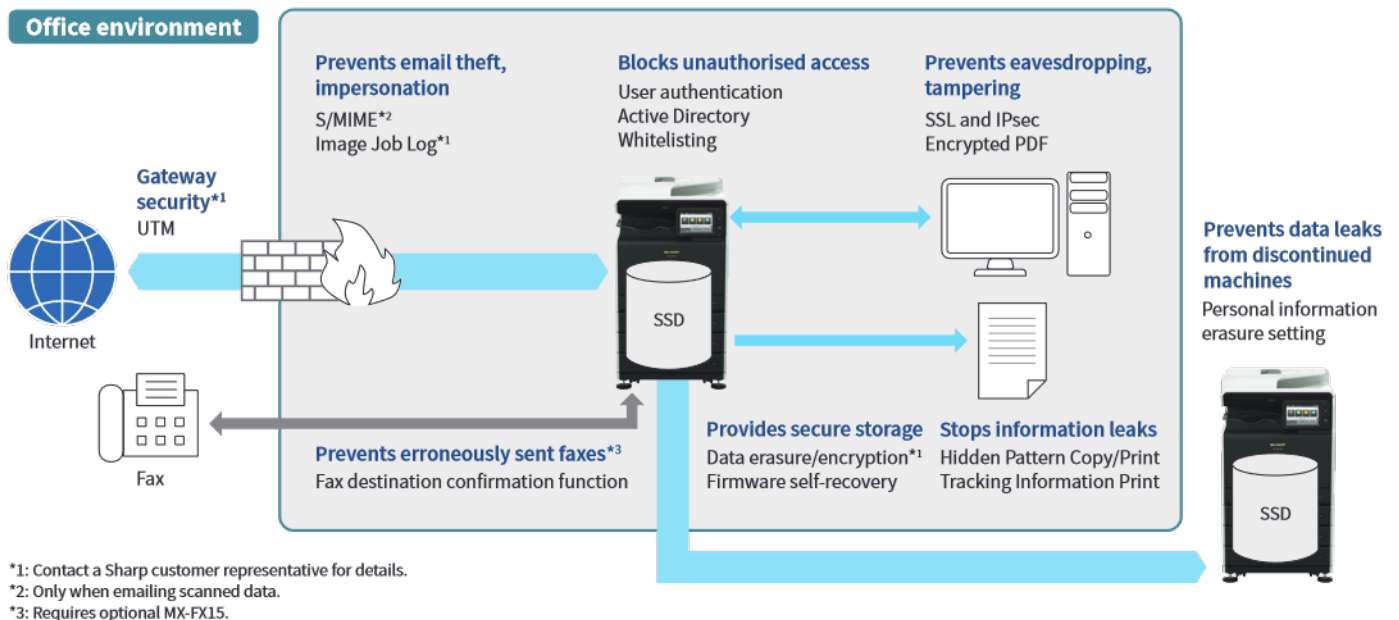 Office environment
Prevents email theft,
impersonation
S/MIME*2
Image Job Log*1
Blocks unauthorised access
User authentication
Active Directory
Whitelisting
Prevents eavesdropping,
tampering
SSL and IPsec
Encrypted PDF
Gateway
security*1
UTM
Internet
SSD
Prevents data leaks
from discontinued
machines
Personal information
erasure setting
Fax
Prevents erroneously sent faxes*3
Fax destination confirmation function
Provides secure storage
Data erasure/encryption*1
Firmware self-recovery
Stops information leaks
Hidden Pattern Copy/Print
Tracking Information Print
SSD
*1: Contact a Sharp customer representative for details.
*2: Only when emailing scanned data.
*3: Requires optional MX-FX15.